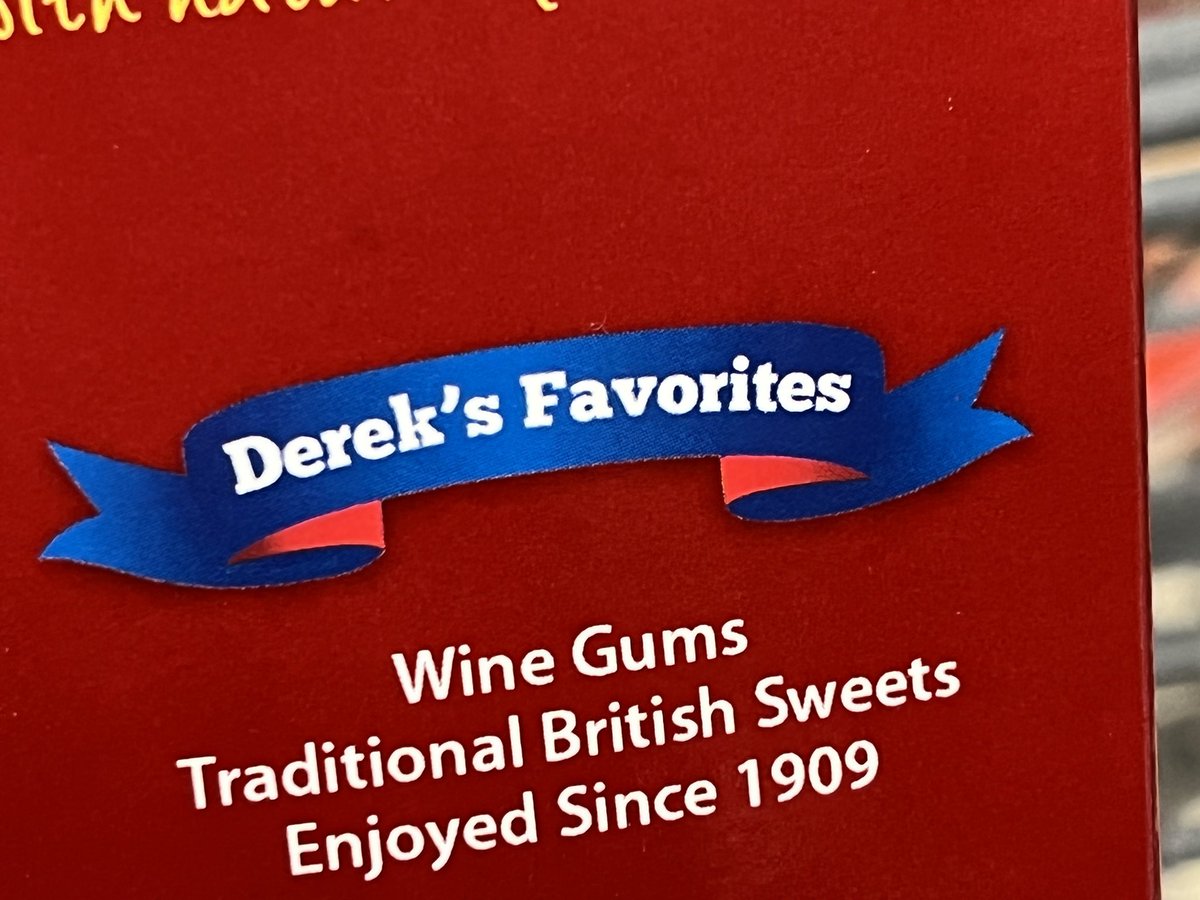 Derek's Favorites
Wine Gums
Traditional British Sweets
Enjoyed Since 1909